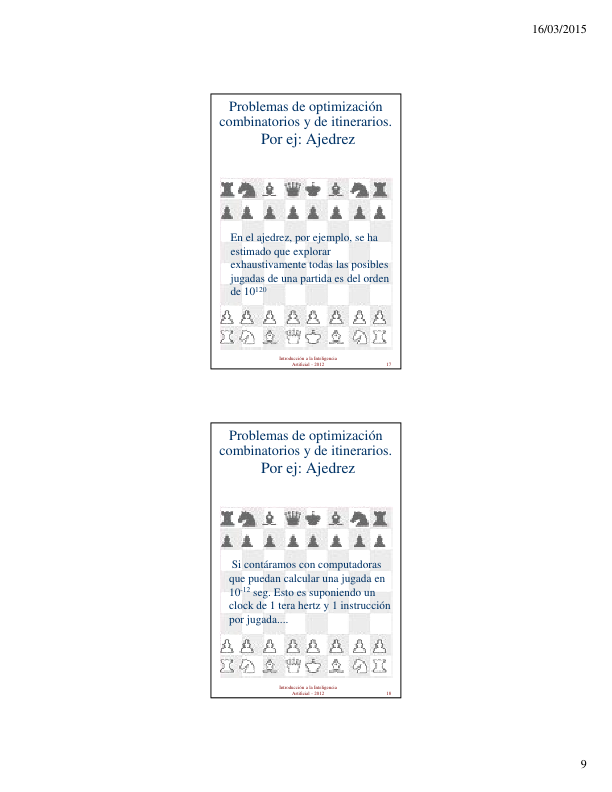 16/03/2015
Problemas de optimización
combinatorios y de itinerarios.
Por ej: Ajedrez
En el ajedrez, por ejemplo, se ha
estimado que explorar
exhaustivamente todas las posibles
jugadas de una partida es del orden
de 10¹²⁰
Introducción a la Inteligencia
Artificial - 2012
17
Problemas de optimización
combinatorios y de itinerarios.
Por ej: Ajedrez
Si contáramos con computadoras
que puedan calcular una jugada en
10⁻¹² seg. Esto es suponiendo un
clock de 1 tera hertz y 1 instrucción
por jugada....
Introducción a la Inteligencia
Artificial - 2012
18
9